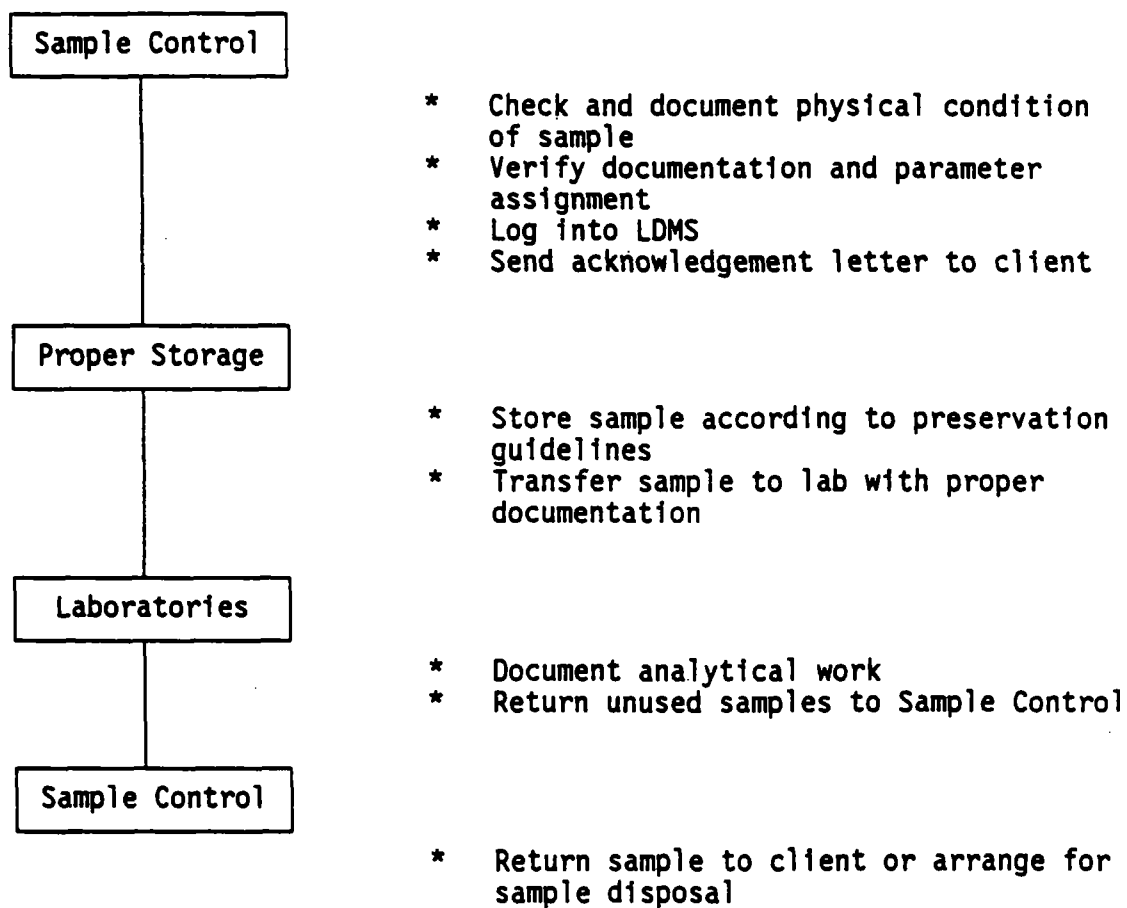 Sample Control
* Check and document physical condition
of sample
* Verify documentation and parameter
assignment
* Log into LDMS
* Send acknowledgement letter to client
Proper Storage
* Store sample according to preservation
guidelines
* Transfer sample to lab with proper
documentation
Laboratories
* Document analytical work
* Return unused samples to Sample Control
Sample Control
* Return sample to client or arrange for
sample disposal